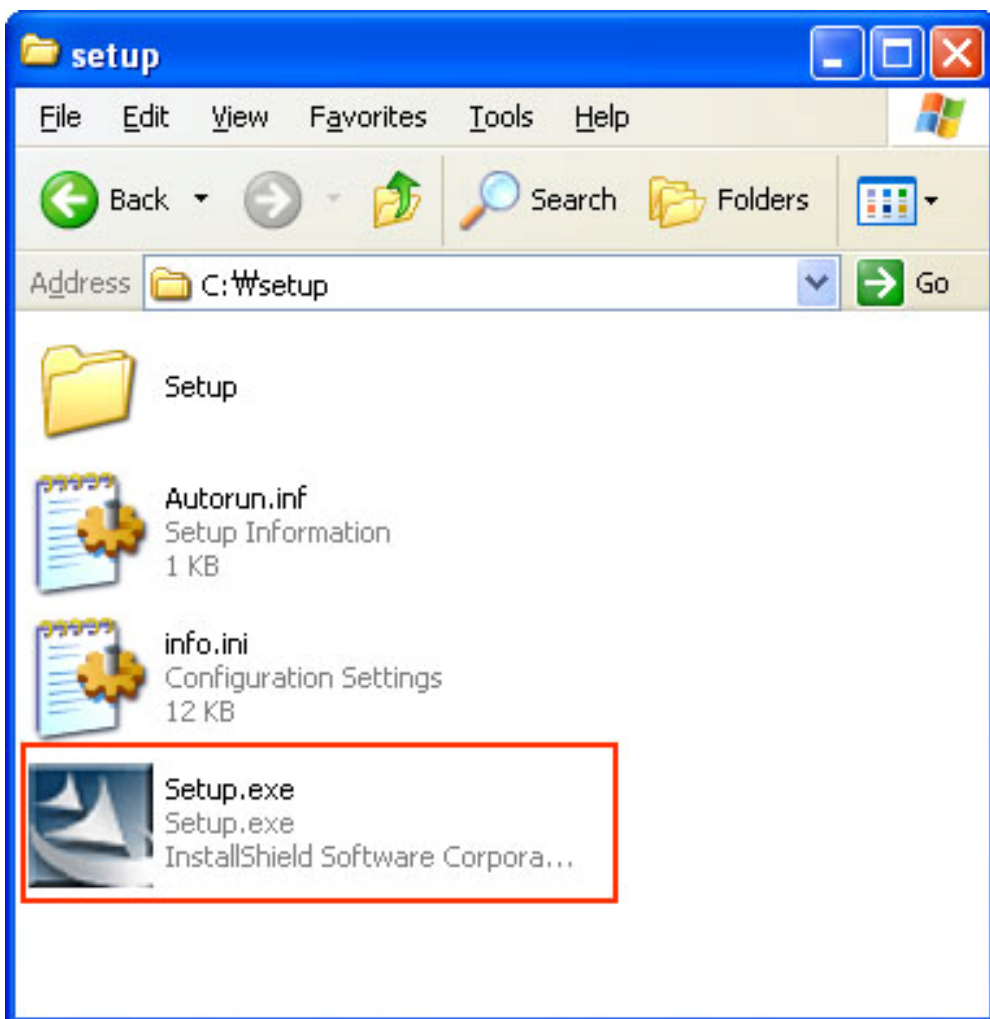 setup
File Edit View Favorites Tools Help
Back Search Folders
Address C:₩setup Go
Setup
Autorun.inf
Setup Information
1 KB
info.ini
Configuration Settings
12 KB
Setup.exe
Setup.exe
InstallShield Software Corpora...